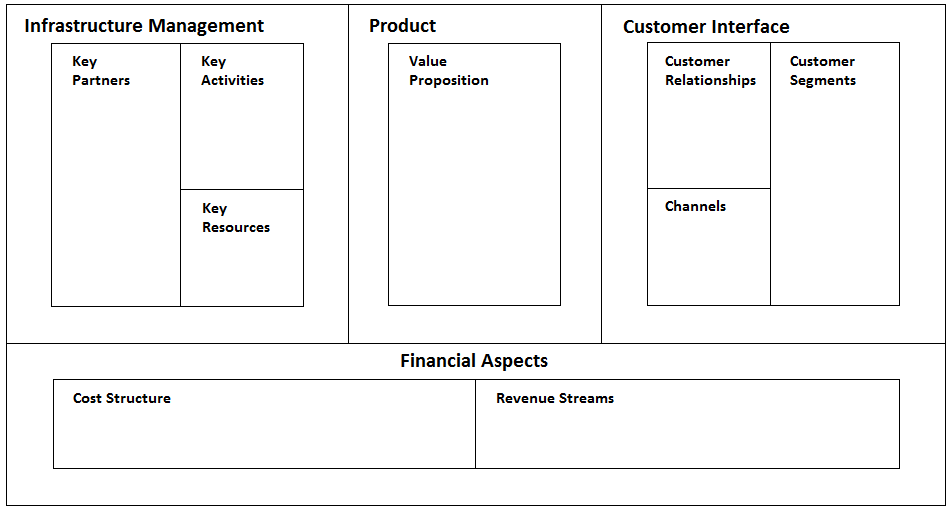 Infrastructure Management
Key
Partners
Key
Activities
Key
Resources
Product
Value
Proposition
Customer Interface
Customer
Relationships
Channels
Customer
Segments
Financial Aspects
Cost Structure
Revenue Streams